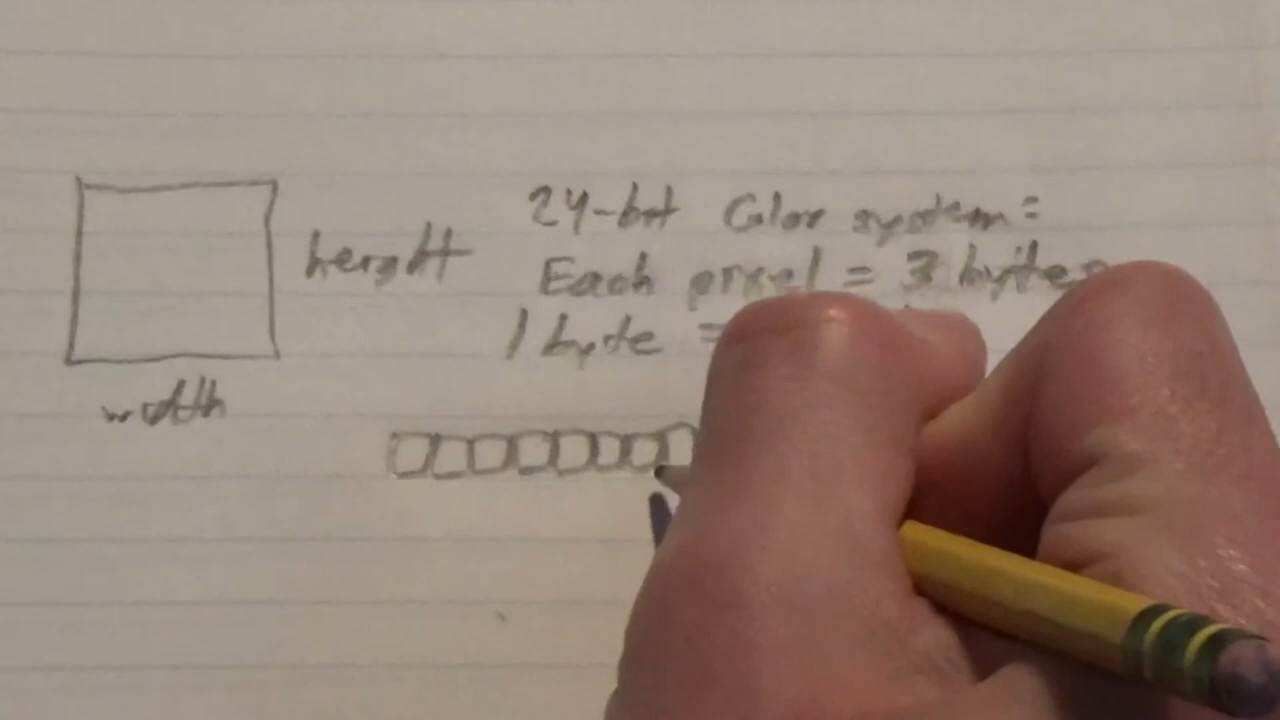 24-bit Color system:
Each pixel = 3 bytes
height
1 byte =
width